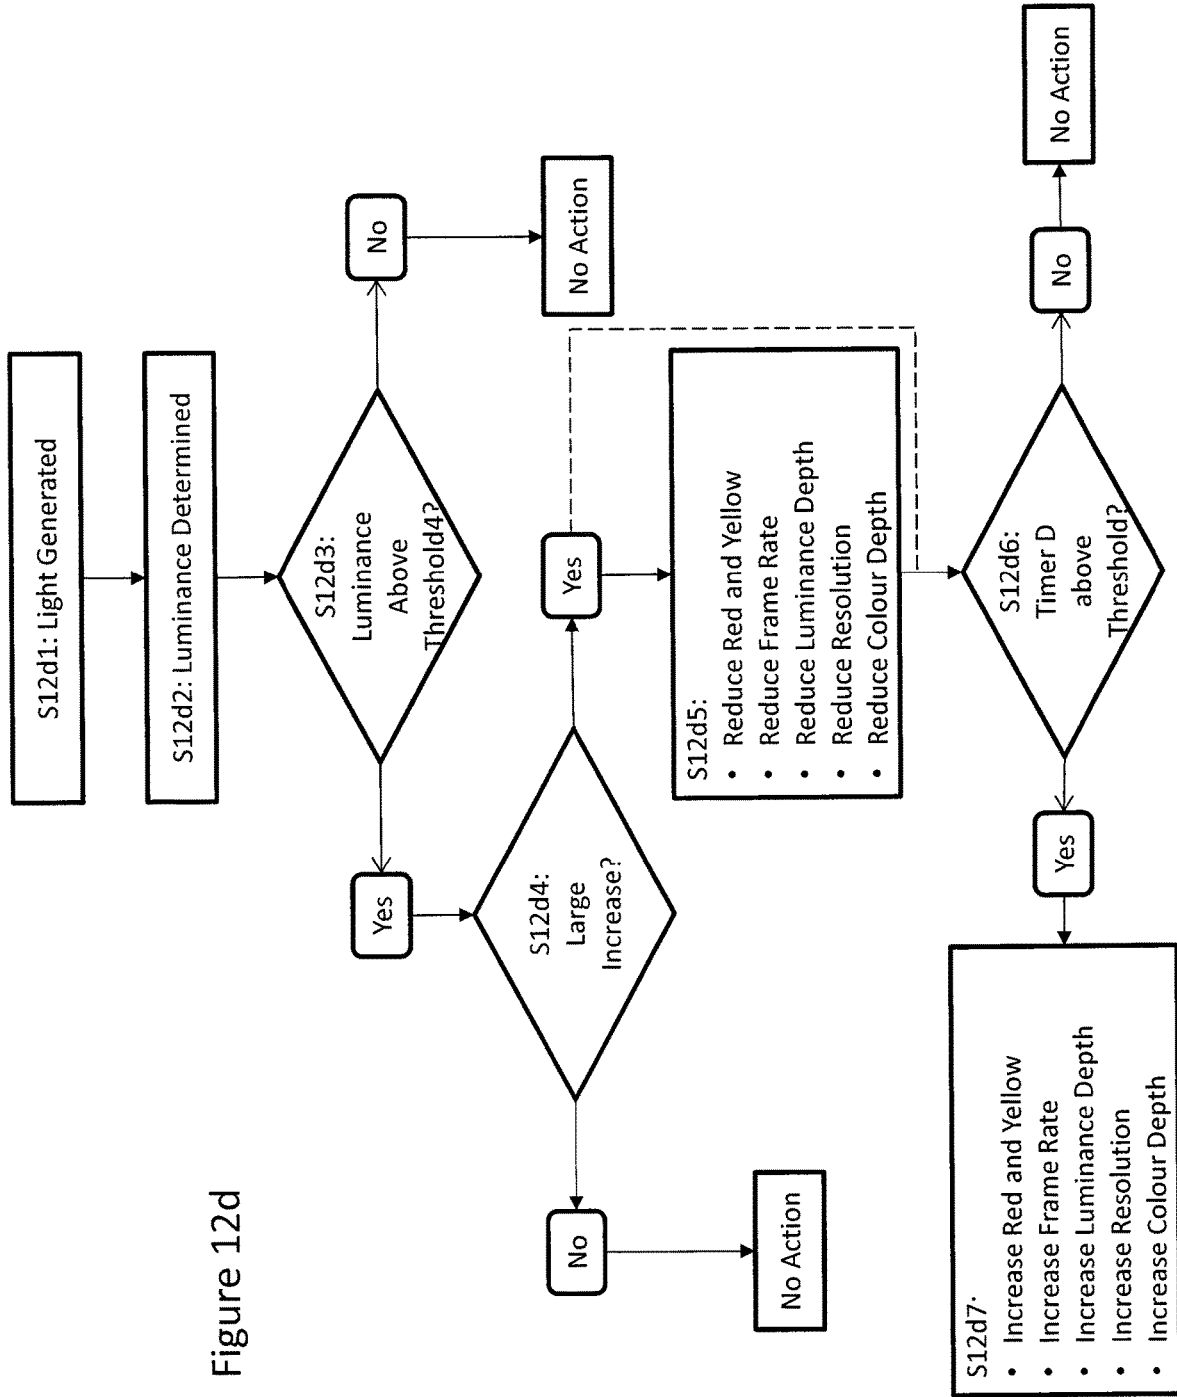 Figure 12d
S12d1: Light Generated
S12d2: Luminance Determined
S12d3:
Luminance
Above
Threshold4?
No
No Action
Yes
S12d4:
Large
Increase?
No
No Action
Yes
S12d5:
• Reduce Red and Yellow
• Reduce Frame Rate
• Reduce Luminance Depth
• Reduce Resolution
• Reduce Colour Depth
S12d6:
Timer D
above
Threshold?
No
No Action
Yes
S12d7:
• Increase Red and Yellow
• Increase Frame Rate
• Increase Luminance Depth
• Increase Resolution
• Increase Colour Depth